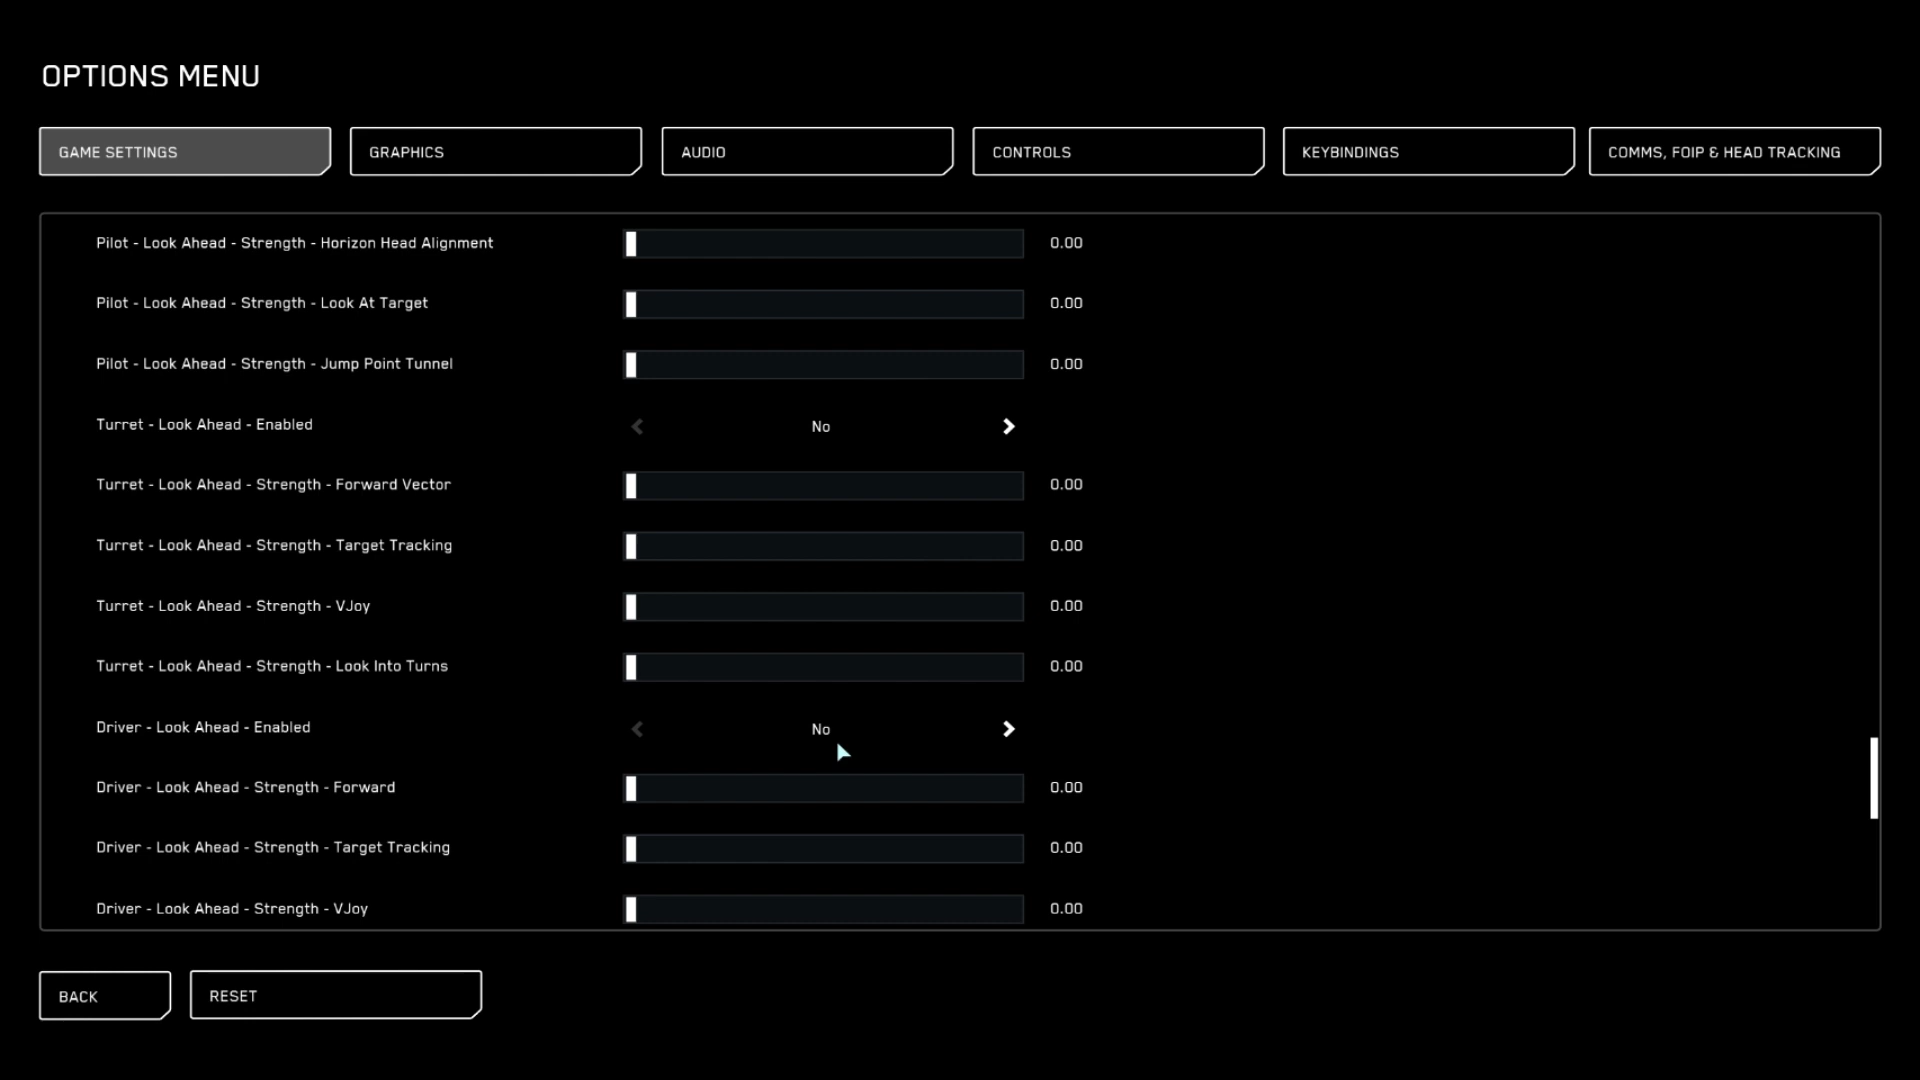 OPTIONS MENU
GAME SETTINGS
GRAPHICS
AUDIO
CONTROLS
KEYBINDINGS
COMMS, FOIP & HEAD TRACKING
Pilot - Look Ahead - Strength - Horizon Head Alignment 0.00
Pilot - Look Ahead - Strength - Look At Target 0.00
Pilot - Look Ahead - Strength - Jump Point Tunnel 0.00
Turret - Look Ahead - Enabled No
Turret - Look Ahead - Strength - Forward Vector 0.00
Turret - Look Ahead - Strength - Target Tracking 0.00
Turret - Look Ahead - Strength - VJoy 0.00
Turret - Look Ahead - Strength - Look Into Turns 0.00
Driver - Look Ahead - Enabled No
Driver - Look Ahead - Strength - Forward 0.00
Driver - Look Ahead - Strength - Target Tracking 0.00
Driver - Look Ahead - Strength - VJoy 0.00
BACK
RESET